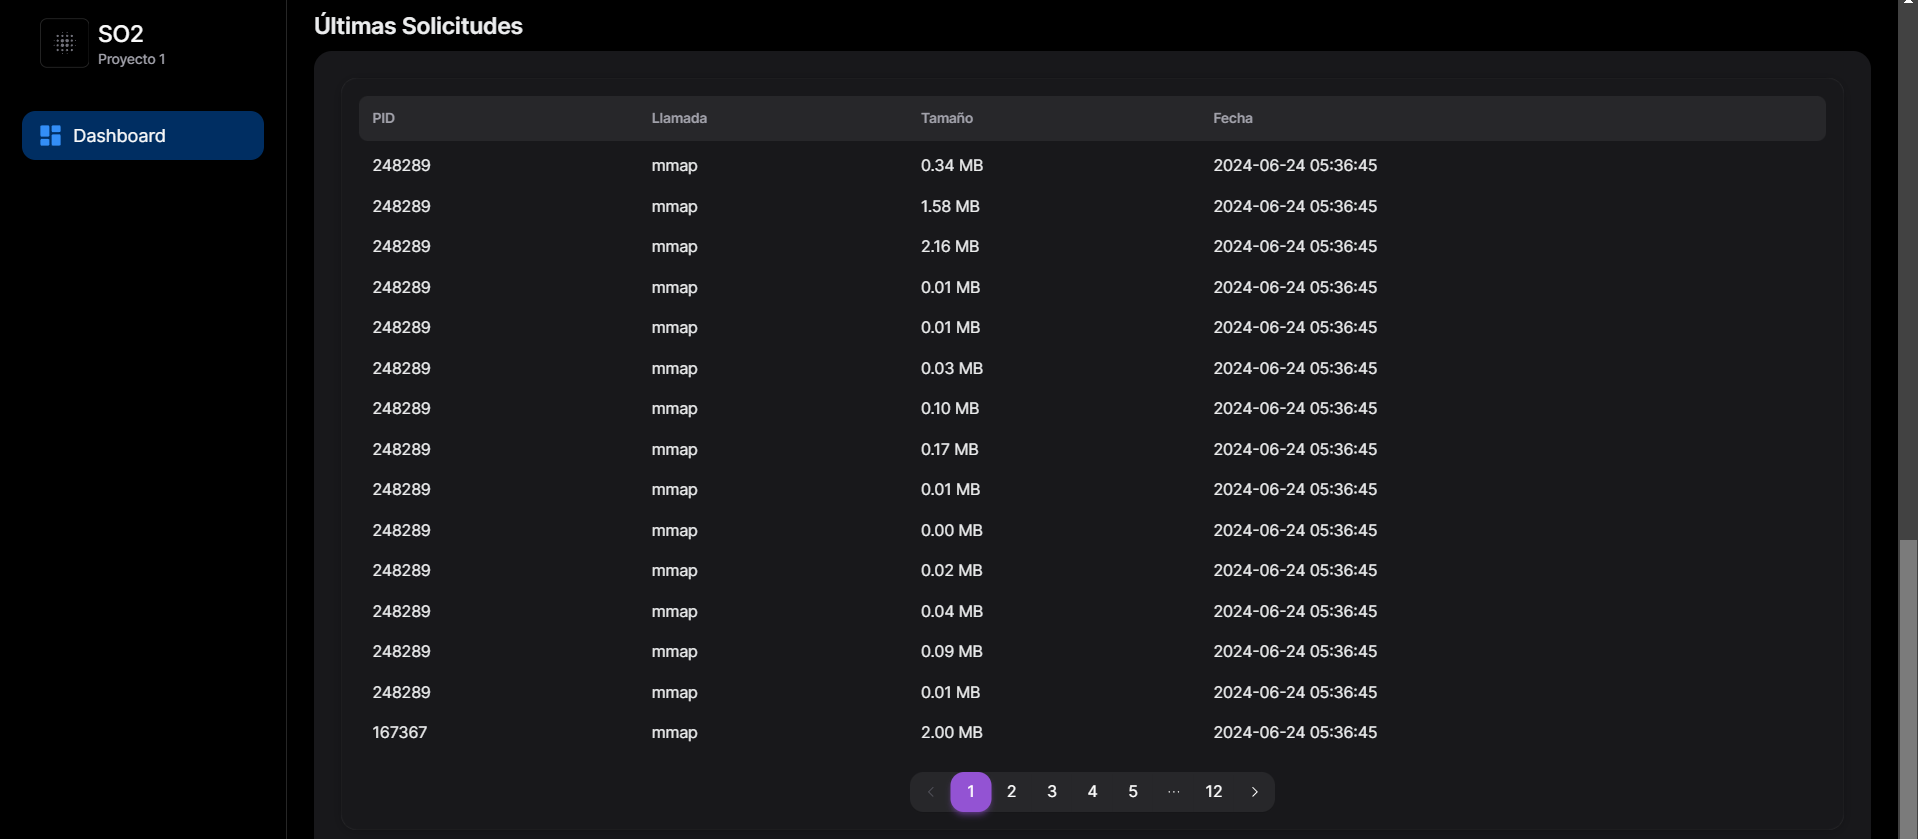 SO2
Proyecto 1
Dashboard
Últimas Solicitudes
PID Llamada Tamaño Fecha
248289 mmap 0.34 MB 2024-06-24 05:36:45
248289 mmap 1.58 MB 2024-06-24 05:36:45
248289 mmap 2.16 MB 2024-06-24 05:36:45
248289 mmap 0.01 MB 2024-06-24 05:36:45
248289 mmap 0.01 MB 2024-06-24 05:36:45
248289 mmap 0.03 MB 2024-06-24 05:36:45
248289 mmap 0.10 MB 2024-06-24 05:36:45
248289 mmap 0.17 MB 2024-06-24 05:36:45
248289 mmap 0.01 MB 2024-06-24 05:36:45
248289 mmap 0.00 MB 2024-06-24 05:36:45
248289 mmap 0.02 MB 2024-06-24 05:36:45
248289 mmap 0.04 MB 2024-06-24 05:36:45
248289 mmap 0.09 MB 2024-06-24 05:36:45
248289 mmap 0.01 MB 2024-06-24 05:36:45
167367 mmap 2.00 MB 2024-06-24 05:36:45
1 2 3 4 5 ... 12